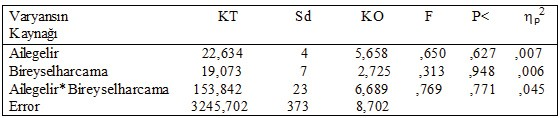 Varyansın Kaynağı KT Sd KO F P< ηp2
Ailegelir 22,634 4 5,658 ,650 ,627 ,007
Bireyselharcama 19,073 7 2,725 ,313 ,948 ,006
Ailegelir* Bireyselharcama 153,842 23 6,689 ,769 ,771 ,045
Error 3245,702 373 8,702